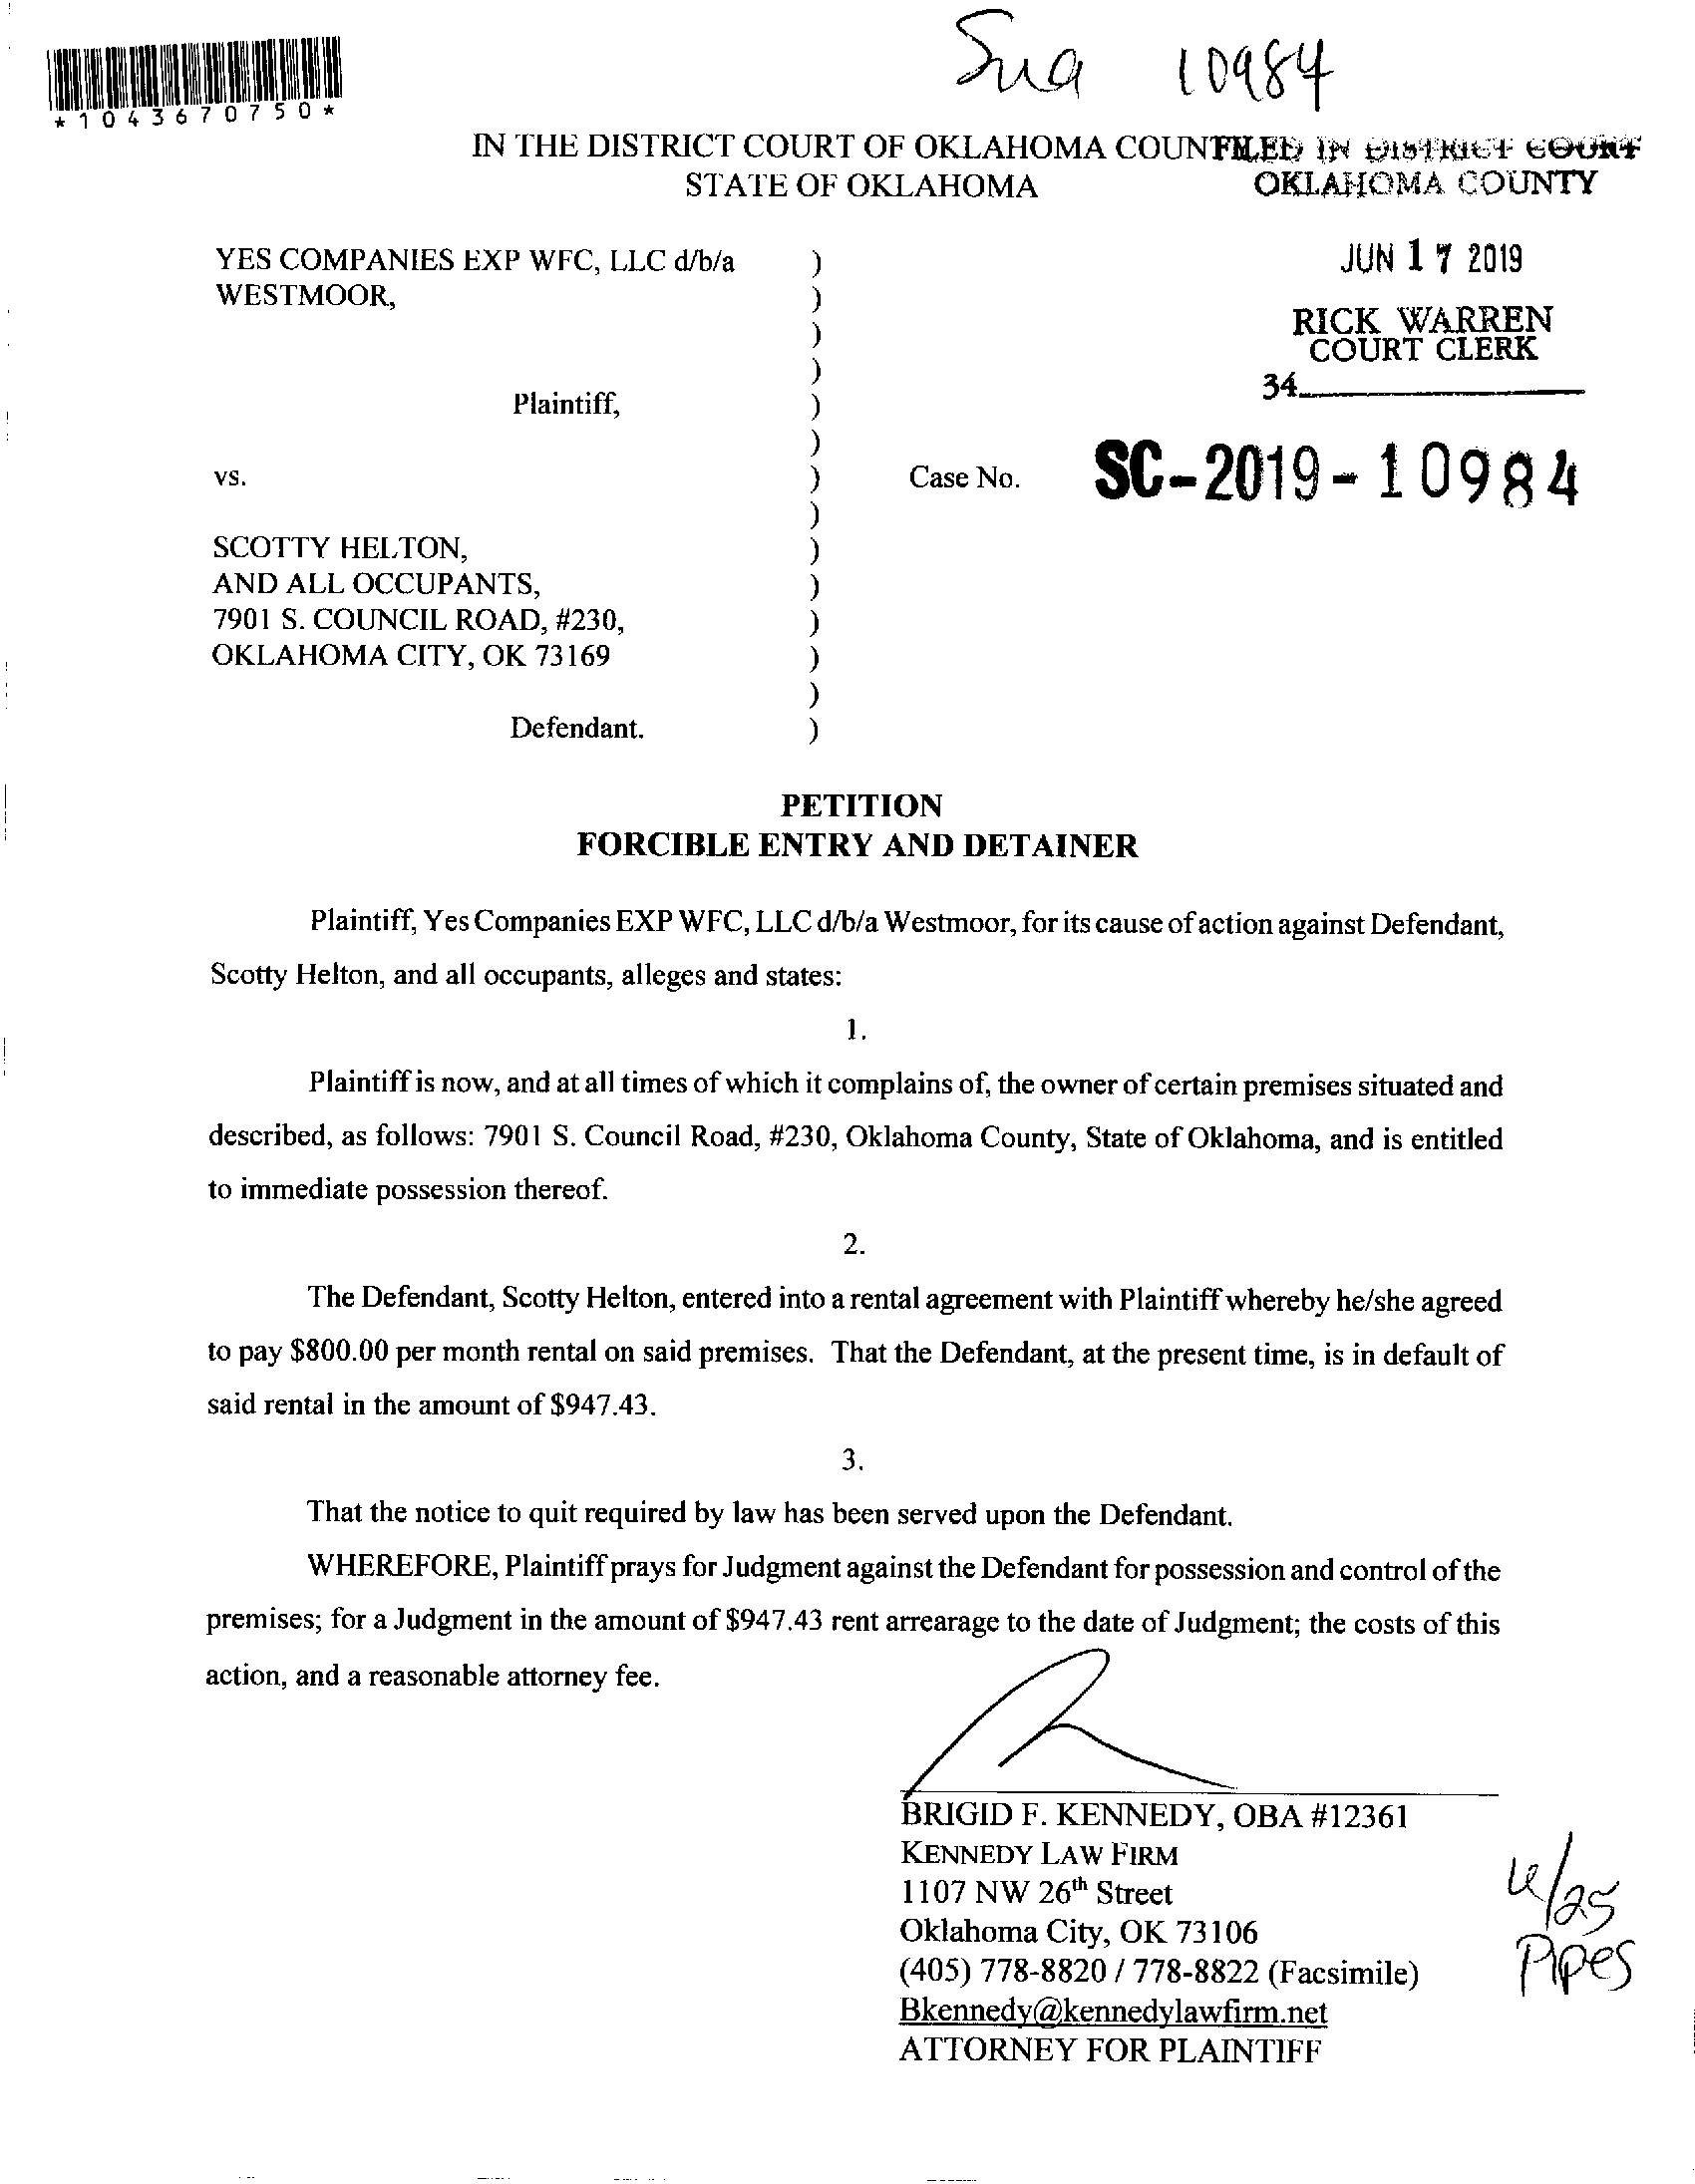 10984
*1043670750*
IN THE DISTRICT COURT OF OKLAHOMA COUNTY
STATE OF OKLAHOMA
FILED IN DISTRICT COURT
OKLAHOMA COUNTY
JUN 17 2019
RICK WARREN
COURT CLERK
34
YES COMPANIES EXP WFC, LLC d/b/a )
WESTMOOR, )
)
)
Plaintiff, )
)
vs. ) Case No. SC-2019-10984
)
SCOTTY HELTON, )
AND ALL OCCUPANTS, )
7901 S. COUNCIL ROAD, #230, )
OKLAHOMA CITY, OK 73169 )
)
Defendant. )
PETITION
FORCIBLE ENTRY AND DETAINER
Plaintiff, Yes Companies EXP WFC, LLC d/b/a Westmoor, for its cause of action against Defendant,
Scotty Helton, and all occupants, alleges and states:
1.
Plaintiff is now, and at all times of which it complains of, the owner of certain premises situated and
described, as follows: 7901 S. Council Road, #230, Oklahoma County, State of Oklahoma, and is entitled
to immediate possession thereof.
2.
The Defendant, Scotty Helton, entered into a rental agreement with Plaintiff whereby he/she agreed
to pay $800.00 per month rental on said premises. That the Defendant, at the present time, is in default of
said rental in the amount of $947.43.
3.
That the notice to quit required by law has been served upon the Defendant.
WHEREFORE, Plaintiff prays for Judgment against the Defendant for possession and control of the
premises; for a Judgment in the amount of $947.43 rent arrearage to the date of Judgment; the costs of this
action, and a reasonable attorney fee.
BRIGID F. KENNEDY, OBA #12361
KENNEDY LAW FIRM
1107 NW 26th Street
Oklahoma City, OK 73106
(405) 778-8820 / 778-8822 (Facsimile)
Bkennedy@kennedylawfirm.net
ATTORNEY FOR PLAINTIFF
6/25
Pipes